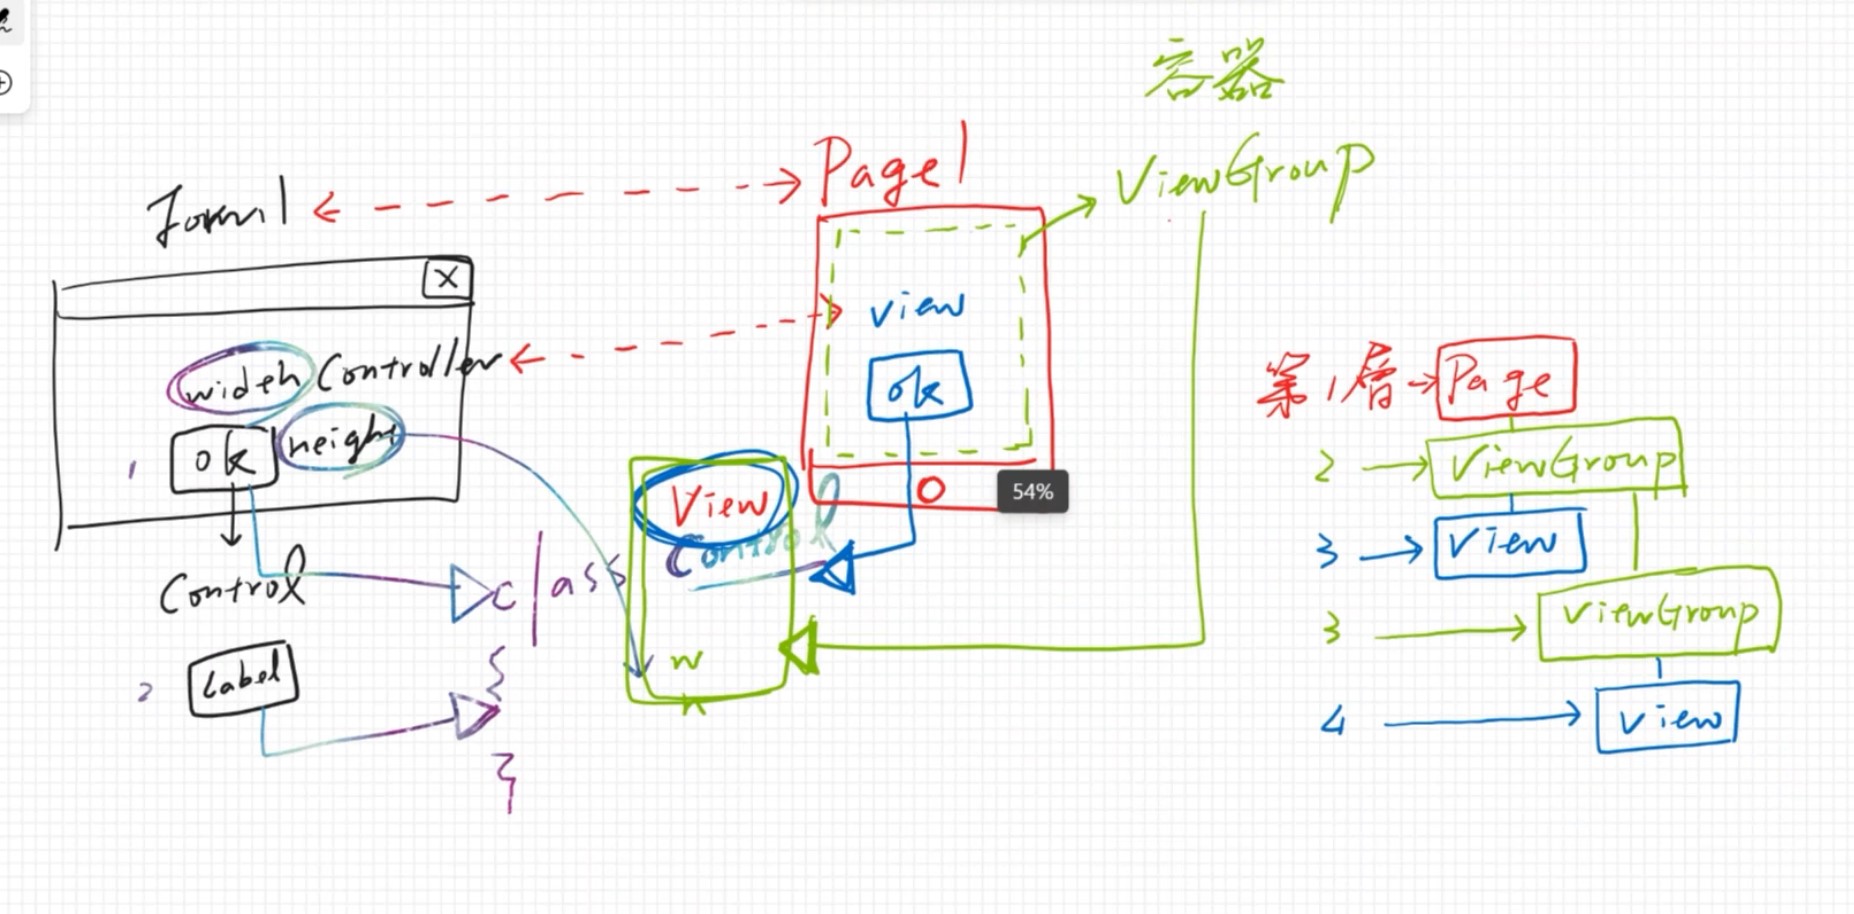 容器
Page1
ViewGroup
Form1
X
view
width Controller
ok
第1层 → Page
ok height
1
2 → ViewGroup
View
O
54%
Control
3 → View
Control
class
3 → ViewGroup
{
w
h
Label
2
4 → View
}